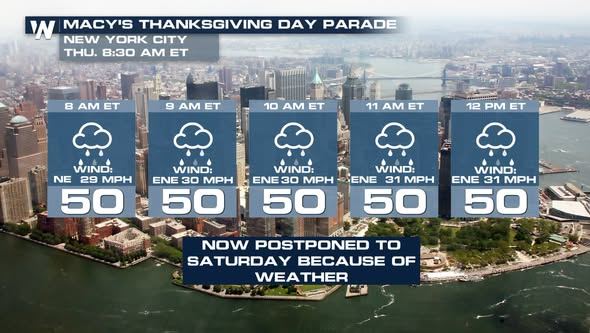 W MACY'S THANKSGIVING DAY PARADE
NEW YORK CITY
THU. 8:30 AM ET
8 AM ET
WIND:
NE 29 MPH
50
9 AM ET
WIND:
ENE 30 MPH
50
10 AM ET
WIND:
ENE 30 MPH
50
11 AM ET
WIND:
ENE 31 MPH
50
12 PM ET
WIND:
ENE 31 MPH
50
NOW POSTPONED TO
SATURDAY BECAUSE OF
WEATHER